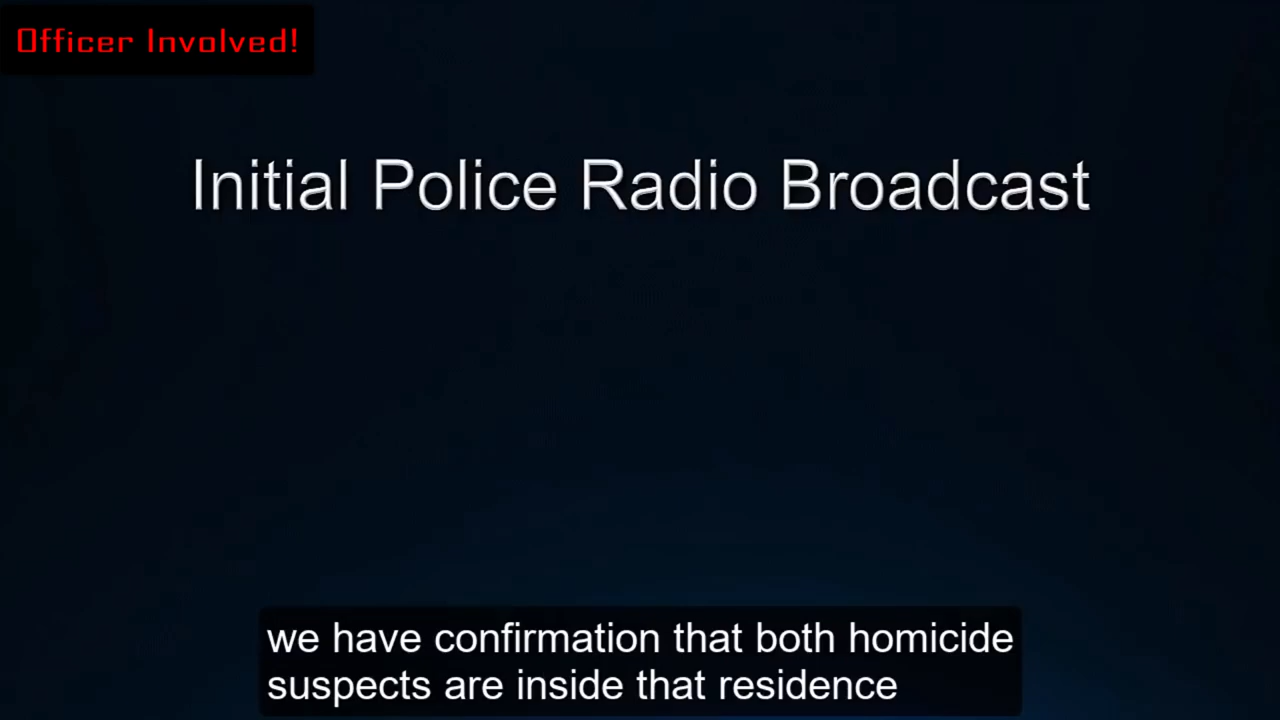 Officer Involved!
Initial Police Radio Broadcast
we have confirmation that both homicide
suspects are inside that residence